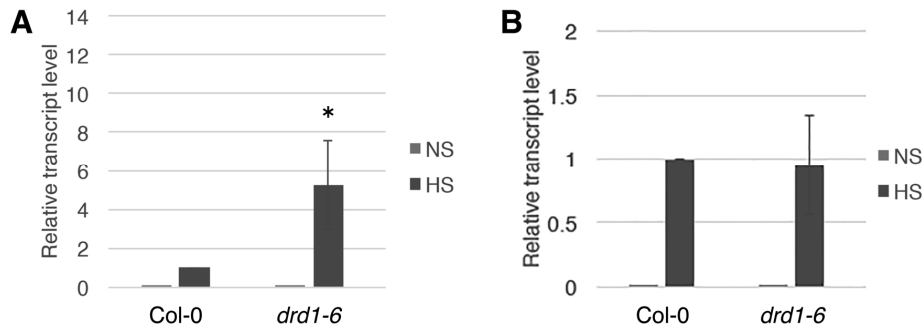 A
Relative transcript level
14
12
10
8
6
4
2
0
*
NS
HS
Col-0
drd1-6
B
Relative transcript level
2
1.5
1
0.5
0
NS
HS
Col-0
drd1-6